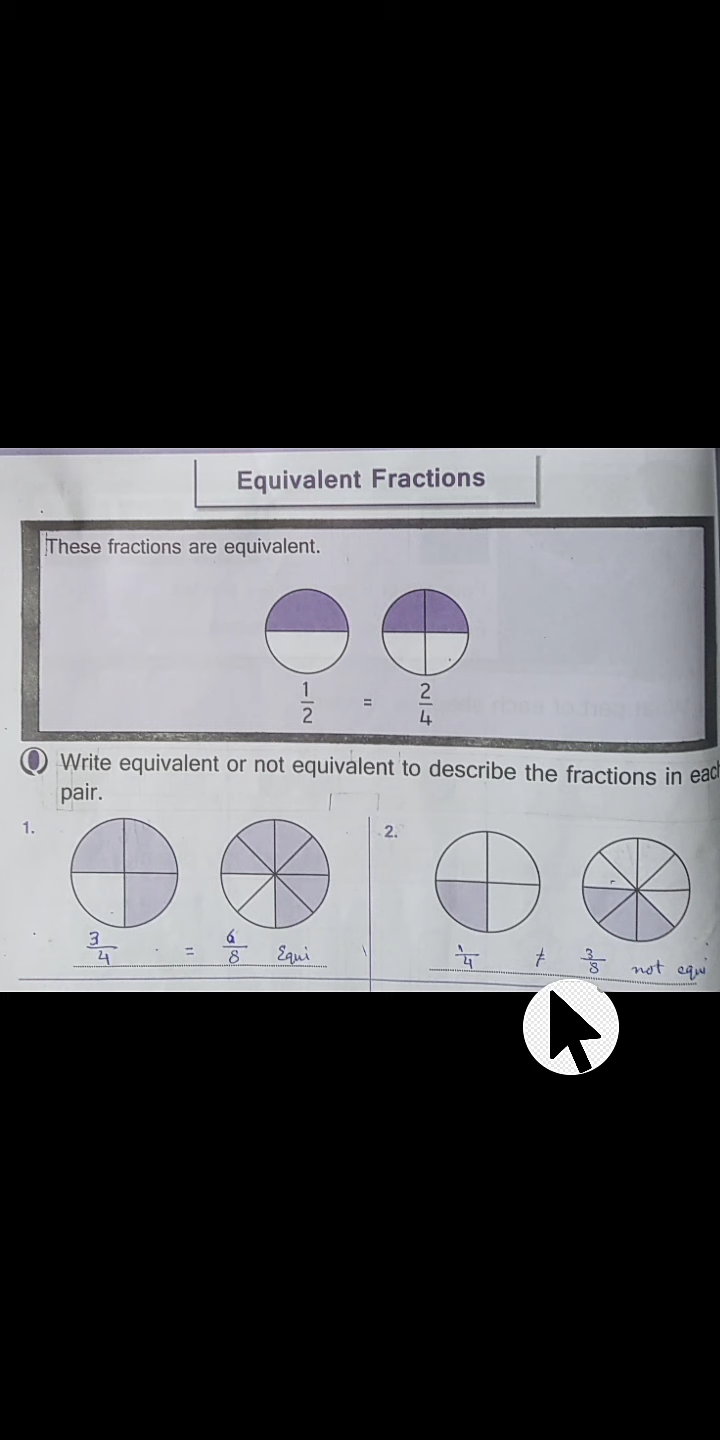 Equivalent Fractions
These fractions are equivalent.
1/2 = 2/4
Write equivalent or not equivalent to describe the fractions in each
pair.
1.
2.
3/4 = 6/8 Equi
1/4 ≠ 3/8 not equi